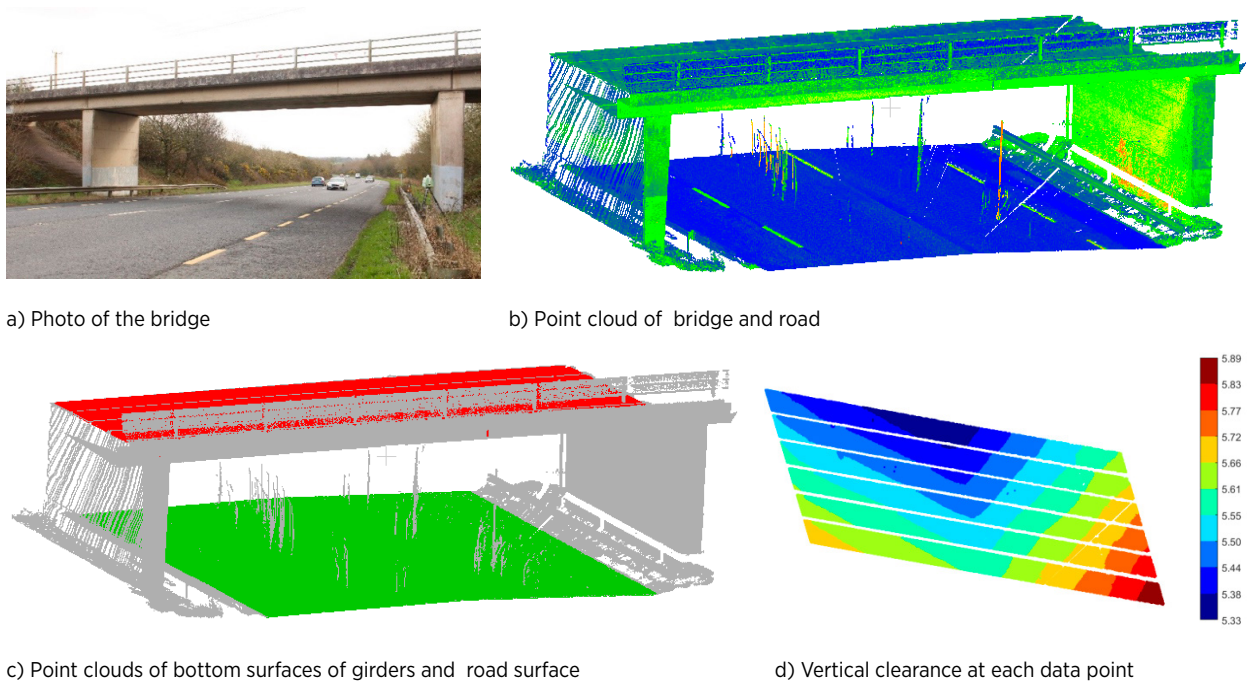 a) Photo of the bridge
b) Point cloud of bridge and road
5.89
5.83
5.77
5.72
5.66
5.61
5.55
5.50
5.44
5.38
5.33
c) Point clouds of bottom surfaces of girders and road surface
d) Vertical clearance at each data point